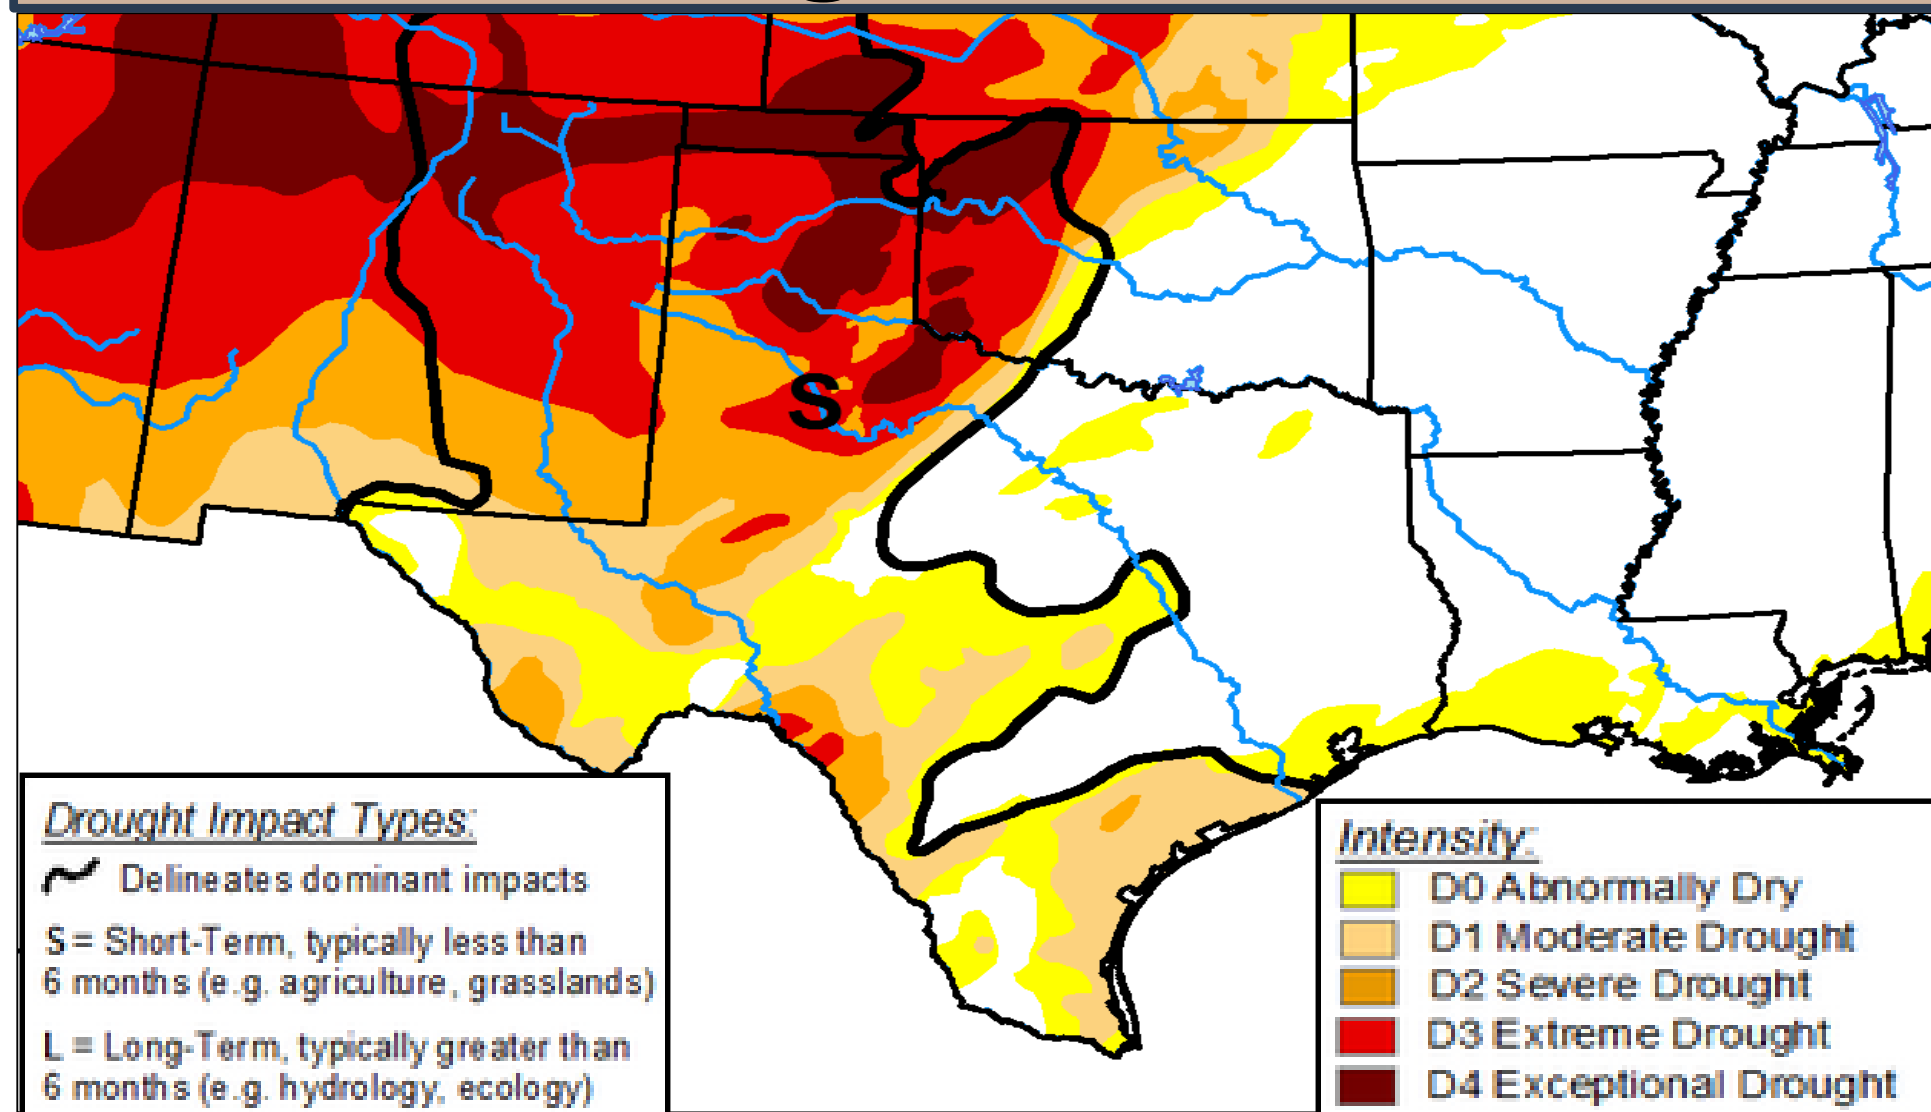 S
Drought Impact Types:
Delineates dominant impacts
S = Short-Term, typically less than
6 months (e.g. agriculture, grasslands)
L = Long-Term, typically greater than
6 months (e.g. hydrology, ecology)
Intensity:
D0 Abnormally Dry
D1 Moderate Drought
D2 Severe Drought
D3 Extreme Drought
D4 Exceptional Drought